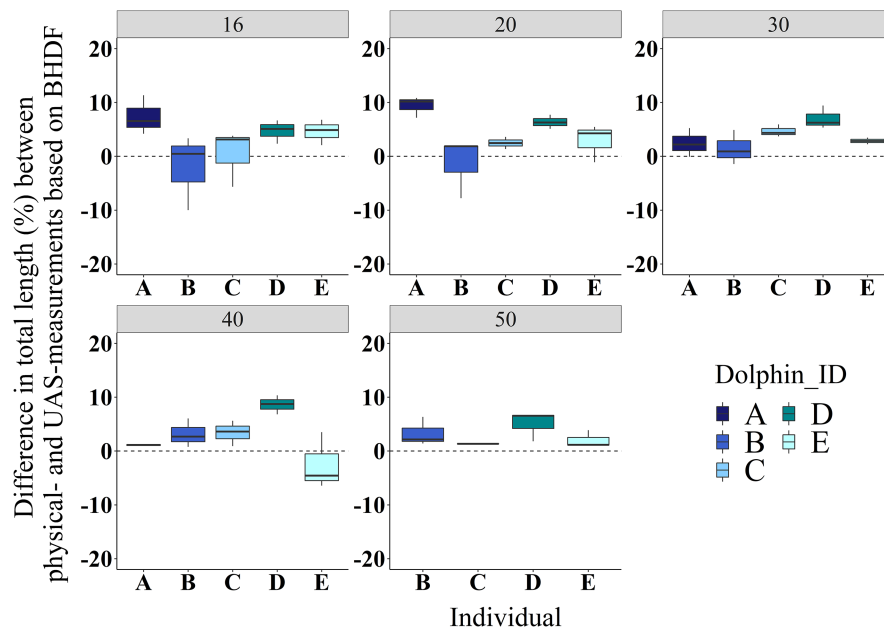 Difference in total length (%) between
physical- and UAS-measurements based on BHDF
16
20
10
0
-10
-20
A B C D E
20
20
10
0
-10
-20
A B C D E
30
20
10
0
-10
-20
A B C D E
40
20
10
0
-10
-20
A B C D E
50
20
10
0
-10
-20
B C D E
Individual
Dolphin_ID
A D
B E
C